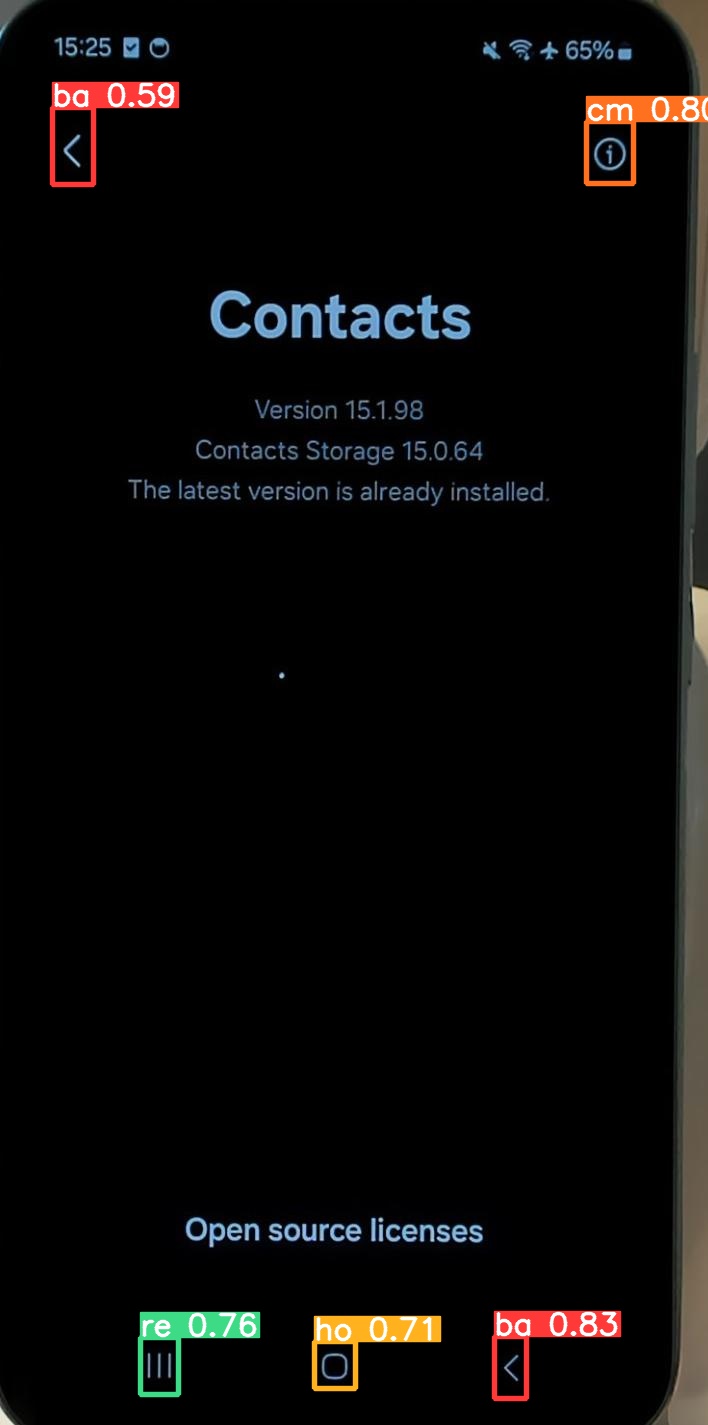 15:25 65%
ba 0.59
cm 0.80
Contacts
Version 15.1.98
Contacts Storage 15.0.64
The latest version is already installed.
Open source licenses
re 0.76
ho 0.71
ba 0.83